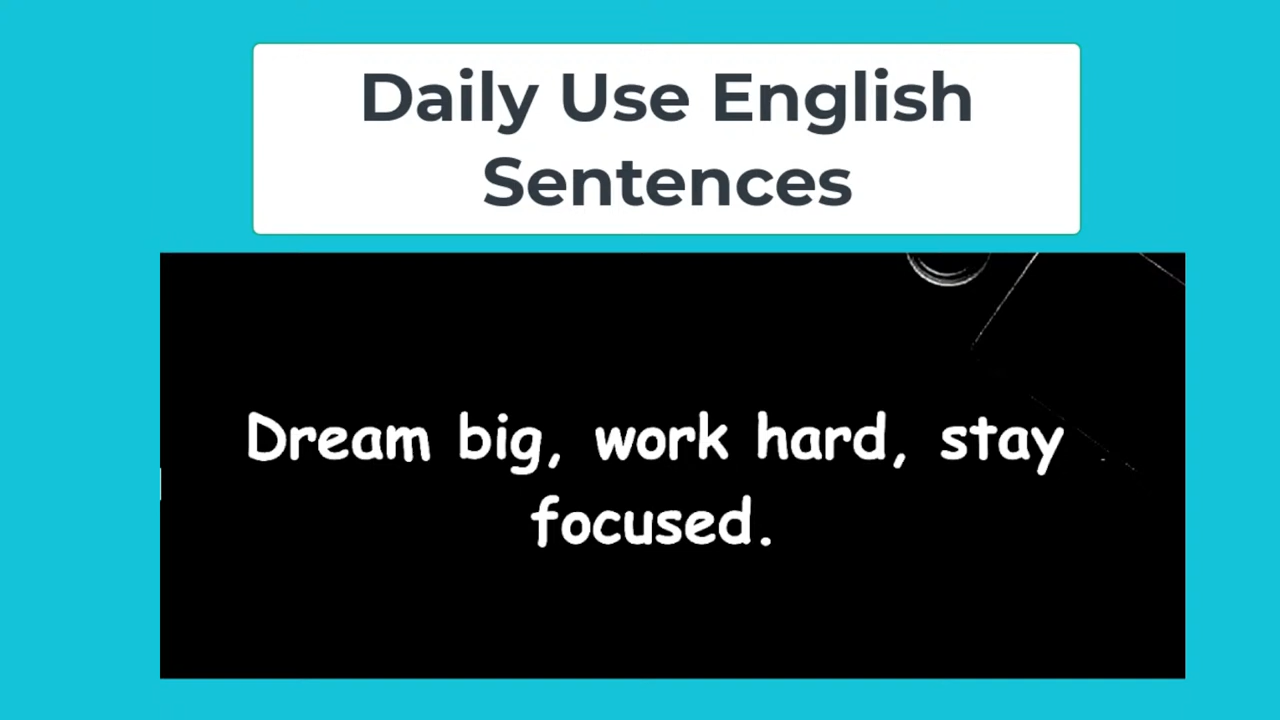 Daily Use English
Sentences
Dream big, work hard, stay
focused.